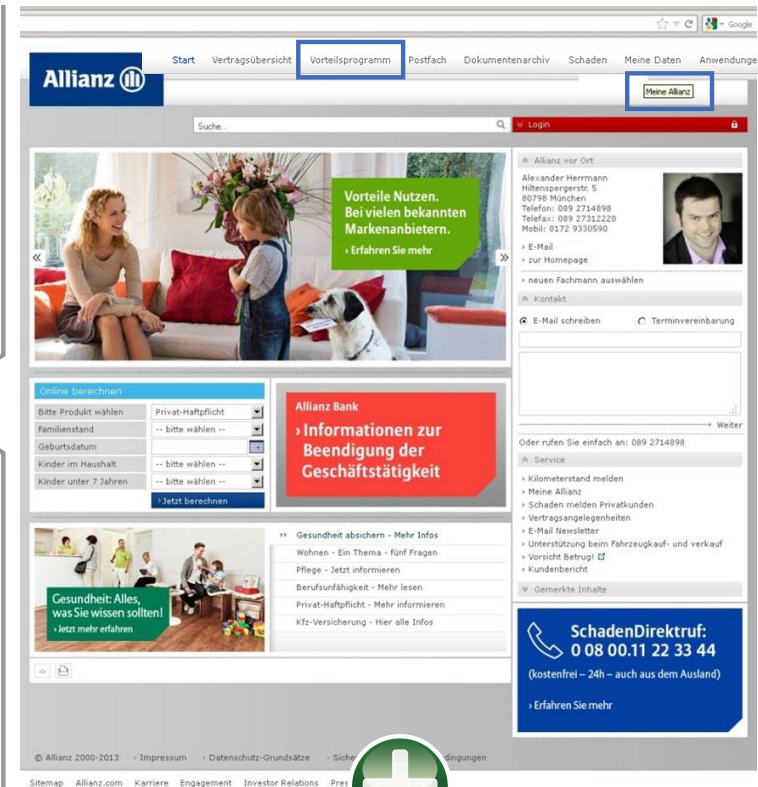 Google
Start Vertragsübersicht Vorteilsprogramm Postfach Dokumentenarchiv Schaden Meine Daten
Allianz
Meine Allianz
Suche...
Login
Vorteile Nutzen.
Bei vielen bekannten
Markenanbietern.
› Erfahren Sie mehr
«
»
Allianz vor Ort
Alexander Herrmann
Hiltenspergerstr. 5
80798 München
Telefon: 089 2714898
Telefax: 089 27312220
Mobil: 0172 9330590
› E-Mail
› zur Homepage
› neuen Fachmann auswählen
Kontakt
E-Mail schreiben Terminvereinbarung
Weiter
Oder rufen Sie einfach an: 089 2714898
Service
› Kilometerstand melden
› Meine Allianz
› Schaden melden Privatkunden
› Vertragsangelegenheiten
› E-Mail Newsletter
› Unterstützung beim Fahrzeugkauf- und verkauf
› Vorsicht Betrug!
› Kundenbericht
Gemerkte Inhalte
Online berechnen
Bitte Produkt wählen Privat-Haftpflicht
Familienstand -- bitte wählen --
Geburtsdatum
Kinder im Haushalt -- bitte wählen --
Kinder unter 7 Jahren -- bitte wählen --
› Jetzt berechnen
Allianz Bank
› Informationen zur
Beendigung der
Geschäftstätigkeit
Gesundheit: Alles,
was Sie wissen sollten!
› Jetzt mehr erfahren
›› Gesundheit absichern - Mehr Infos
Wohnen - Ein Thema - fünf Fragen
Pflege - Jetzt informieren
Berufsunfähigkeit - Mehr lesen
Privat-Haftpflicht - Mehr informieren
Kfz-Versicherung - Hier alle Infos
SchadenDirektruf:
0 08 00.11 22 33 44
(kostenfrei – 24h – auch aus dem Ausland)
› Erfahren Sie mehr
© Allianz 2000-2013 › Impressum › Datenschutz-Grundsätze
Sitemap Allianz.com Karriere Engagement Investor Relations